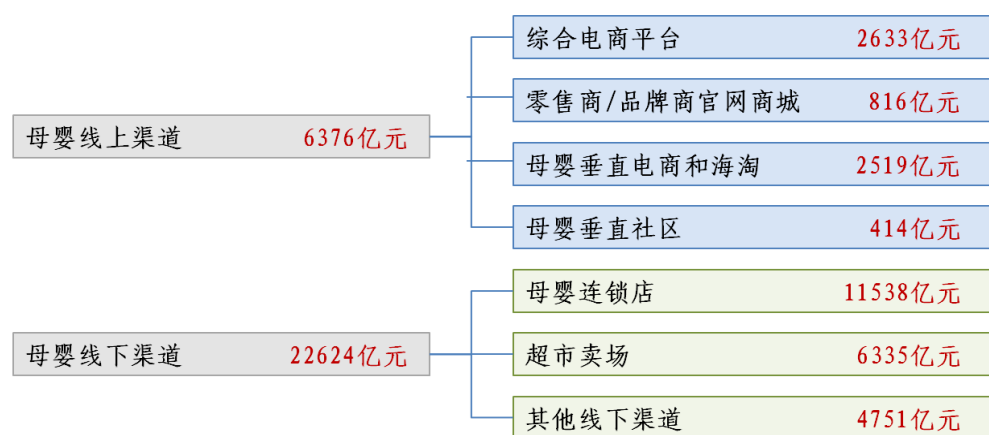 综合电商平台 2633亿元
零售商/品牌商官网商城 816亿元
母婴线上渠道 6376亿元
母婴垂直电商和海淘 2519亿元
母婴垂直社区 414亿元
母婴连锁店 11538亿元
母婴线下渠道 22624亿元
超市卖场 6335亿元
其他线下渠道 4751亿元